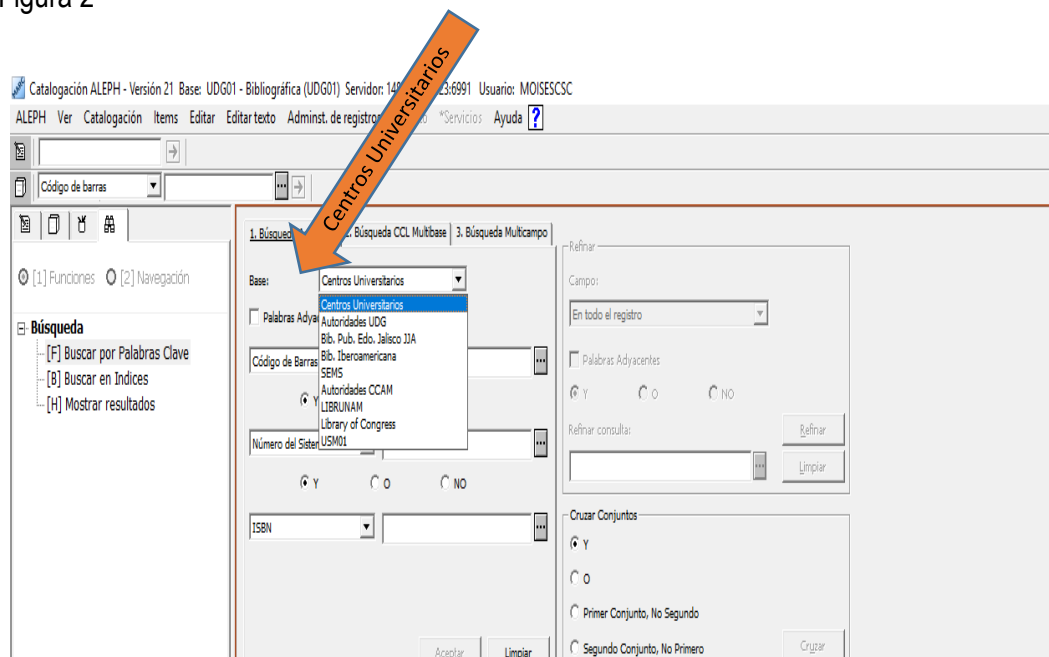 Figura 2
Centros Universitarios
Catalogación ALEPH - Versión 21 Base: UDG01 - Bibliográfica (UDG01) Servidor: 6991 Usuario: MOISESCSC
ALEPH Ver Catalogación Items Editar Editar texto Adminst. de registros *Servicios Ayuda ?
Código de barras
1. Búsqueda 2. Búsqueda CCL Multibase 3. Búsqueda Multicampo
[1] Funciones [2] Navegación
Búsqueda
[F] Buscar por Palabras Clave
[B] Buscar en Indices
[H] Mostrar resultados
Base: Centros Universitarios
Centros Universitarios
Autoridades UDG
Bib. Pub. Edo. Jalisco JJA
Bib. Iberoamericana
SEMS
Autoridades CCAM
LIBRUNAM
Library of Congress
USM01
Palabras
Código de Barras
Y
Número del
Y O NO
ISBN
Aceptar Limpiar
Refinar
Campo:
En todo el registro
Palabras Adyacentes
Y O NO
Refinar consulta:
Refinar
Limpiar
Cruzar Conjuntos
Y
O
Primer Conjunto, No Segundo
Segundo Conjunto, No Primero
Cruzar